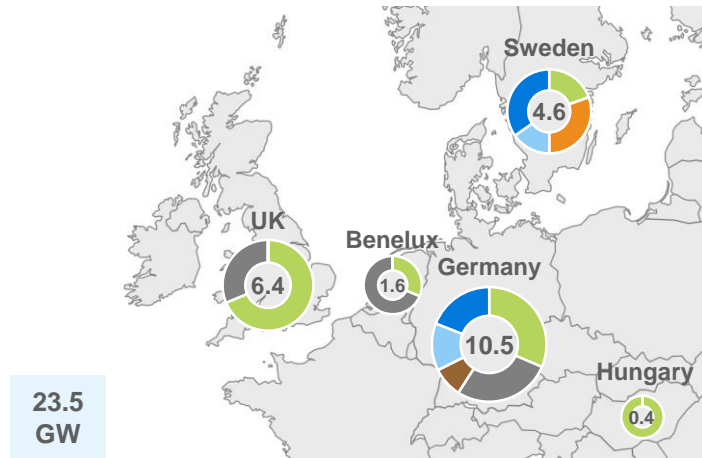 Sweden
4.6
UK
6.4
Benelux
1.6
Germany
10.5
Hungary
0.4
23.5
GW